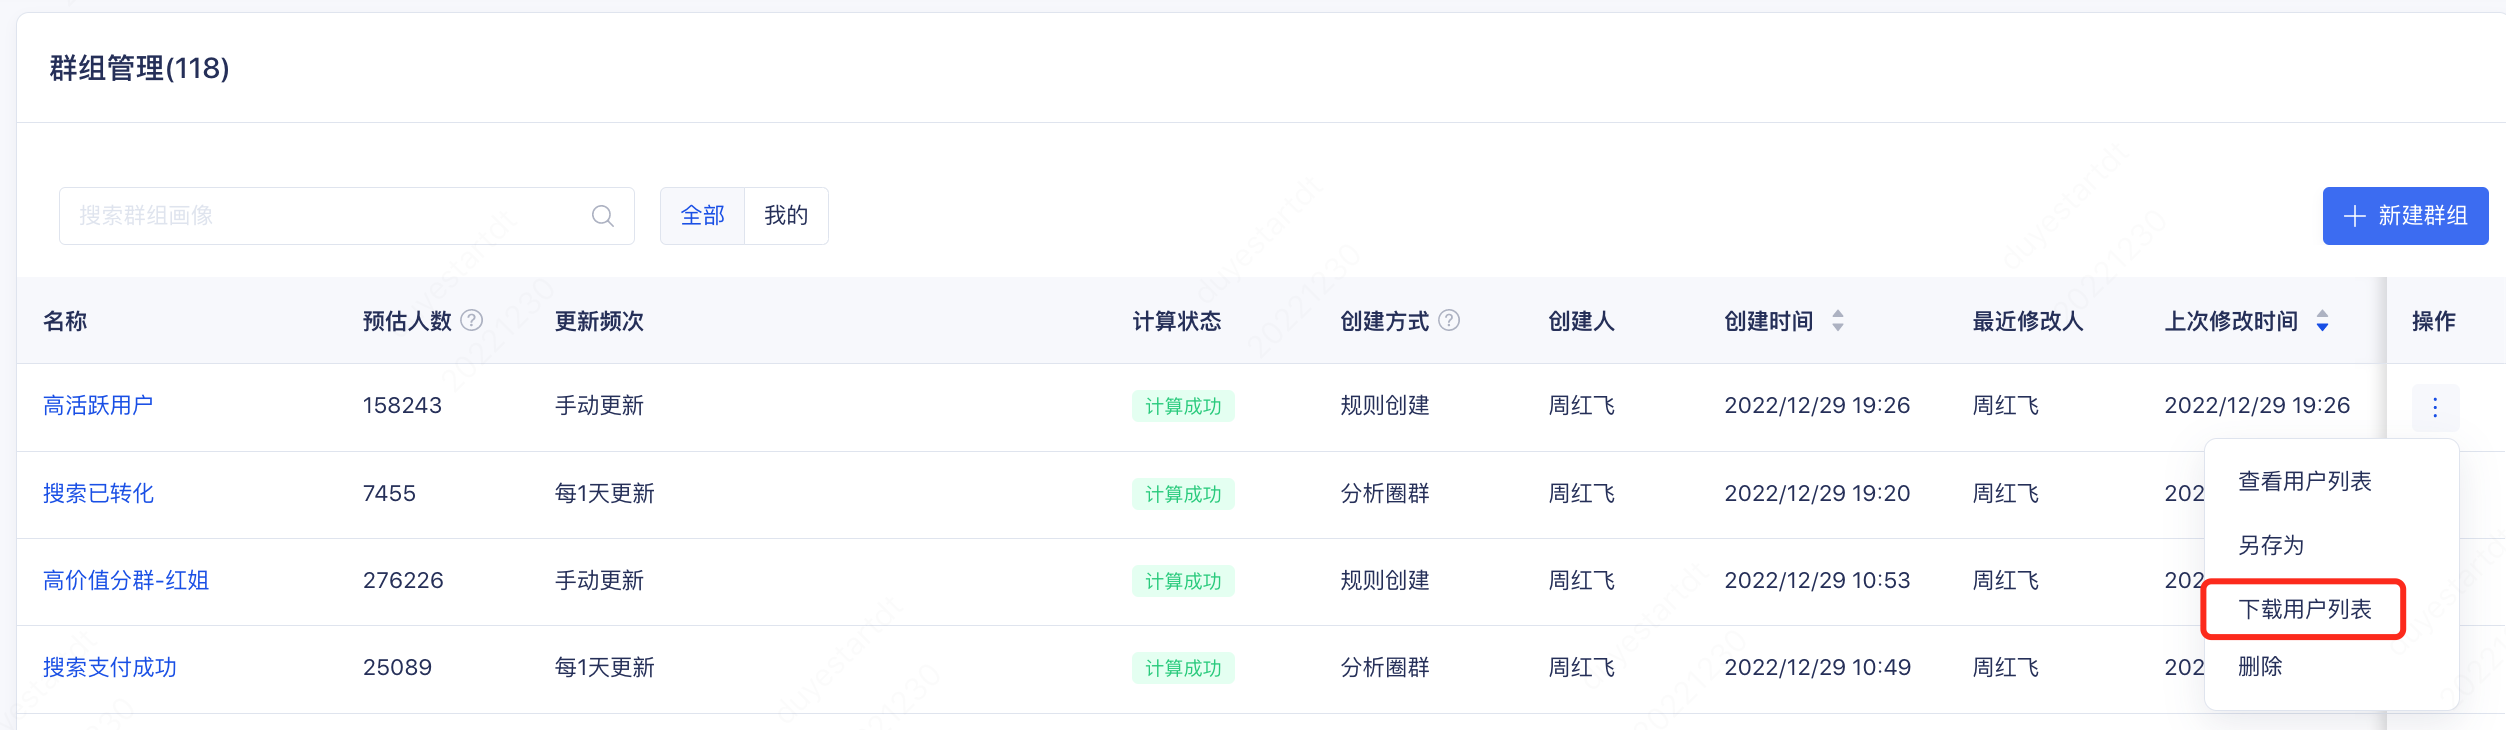 群组管理(118)
搜索群组画像 全部 我的 新建群组
名称 预估人数 更新频次 计算状态 创建方式 创建人 创建时间 最近修改人 上次修改时间 操作
高活跃用户 158243 手动更新 计算成功 规则创建 周红飞 2022/12/29 19:26 周红飞 2022/12/29 19:26
搜索已转化 7455 每1天更新 计算成功 分析圈群 周红飞 2022/12/29 19:20 周红飞 202
高价值分群-红姐 276226 手动更新 计算成功 规则创建 周红飞 2022/12/29 10:53 周红飞 202
搜索支付成功 25089 每1天更新 计算成功 分析圈群 周红飞 2022/12/29 10:49 周红飞 202
查看用户列表
另存为
下载用户列表
删除
duyestartdt
20221230